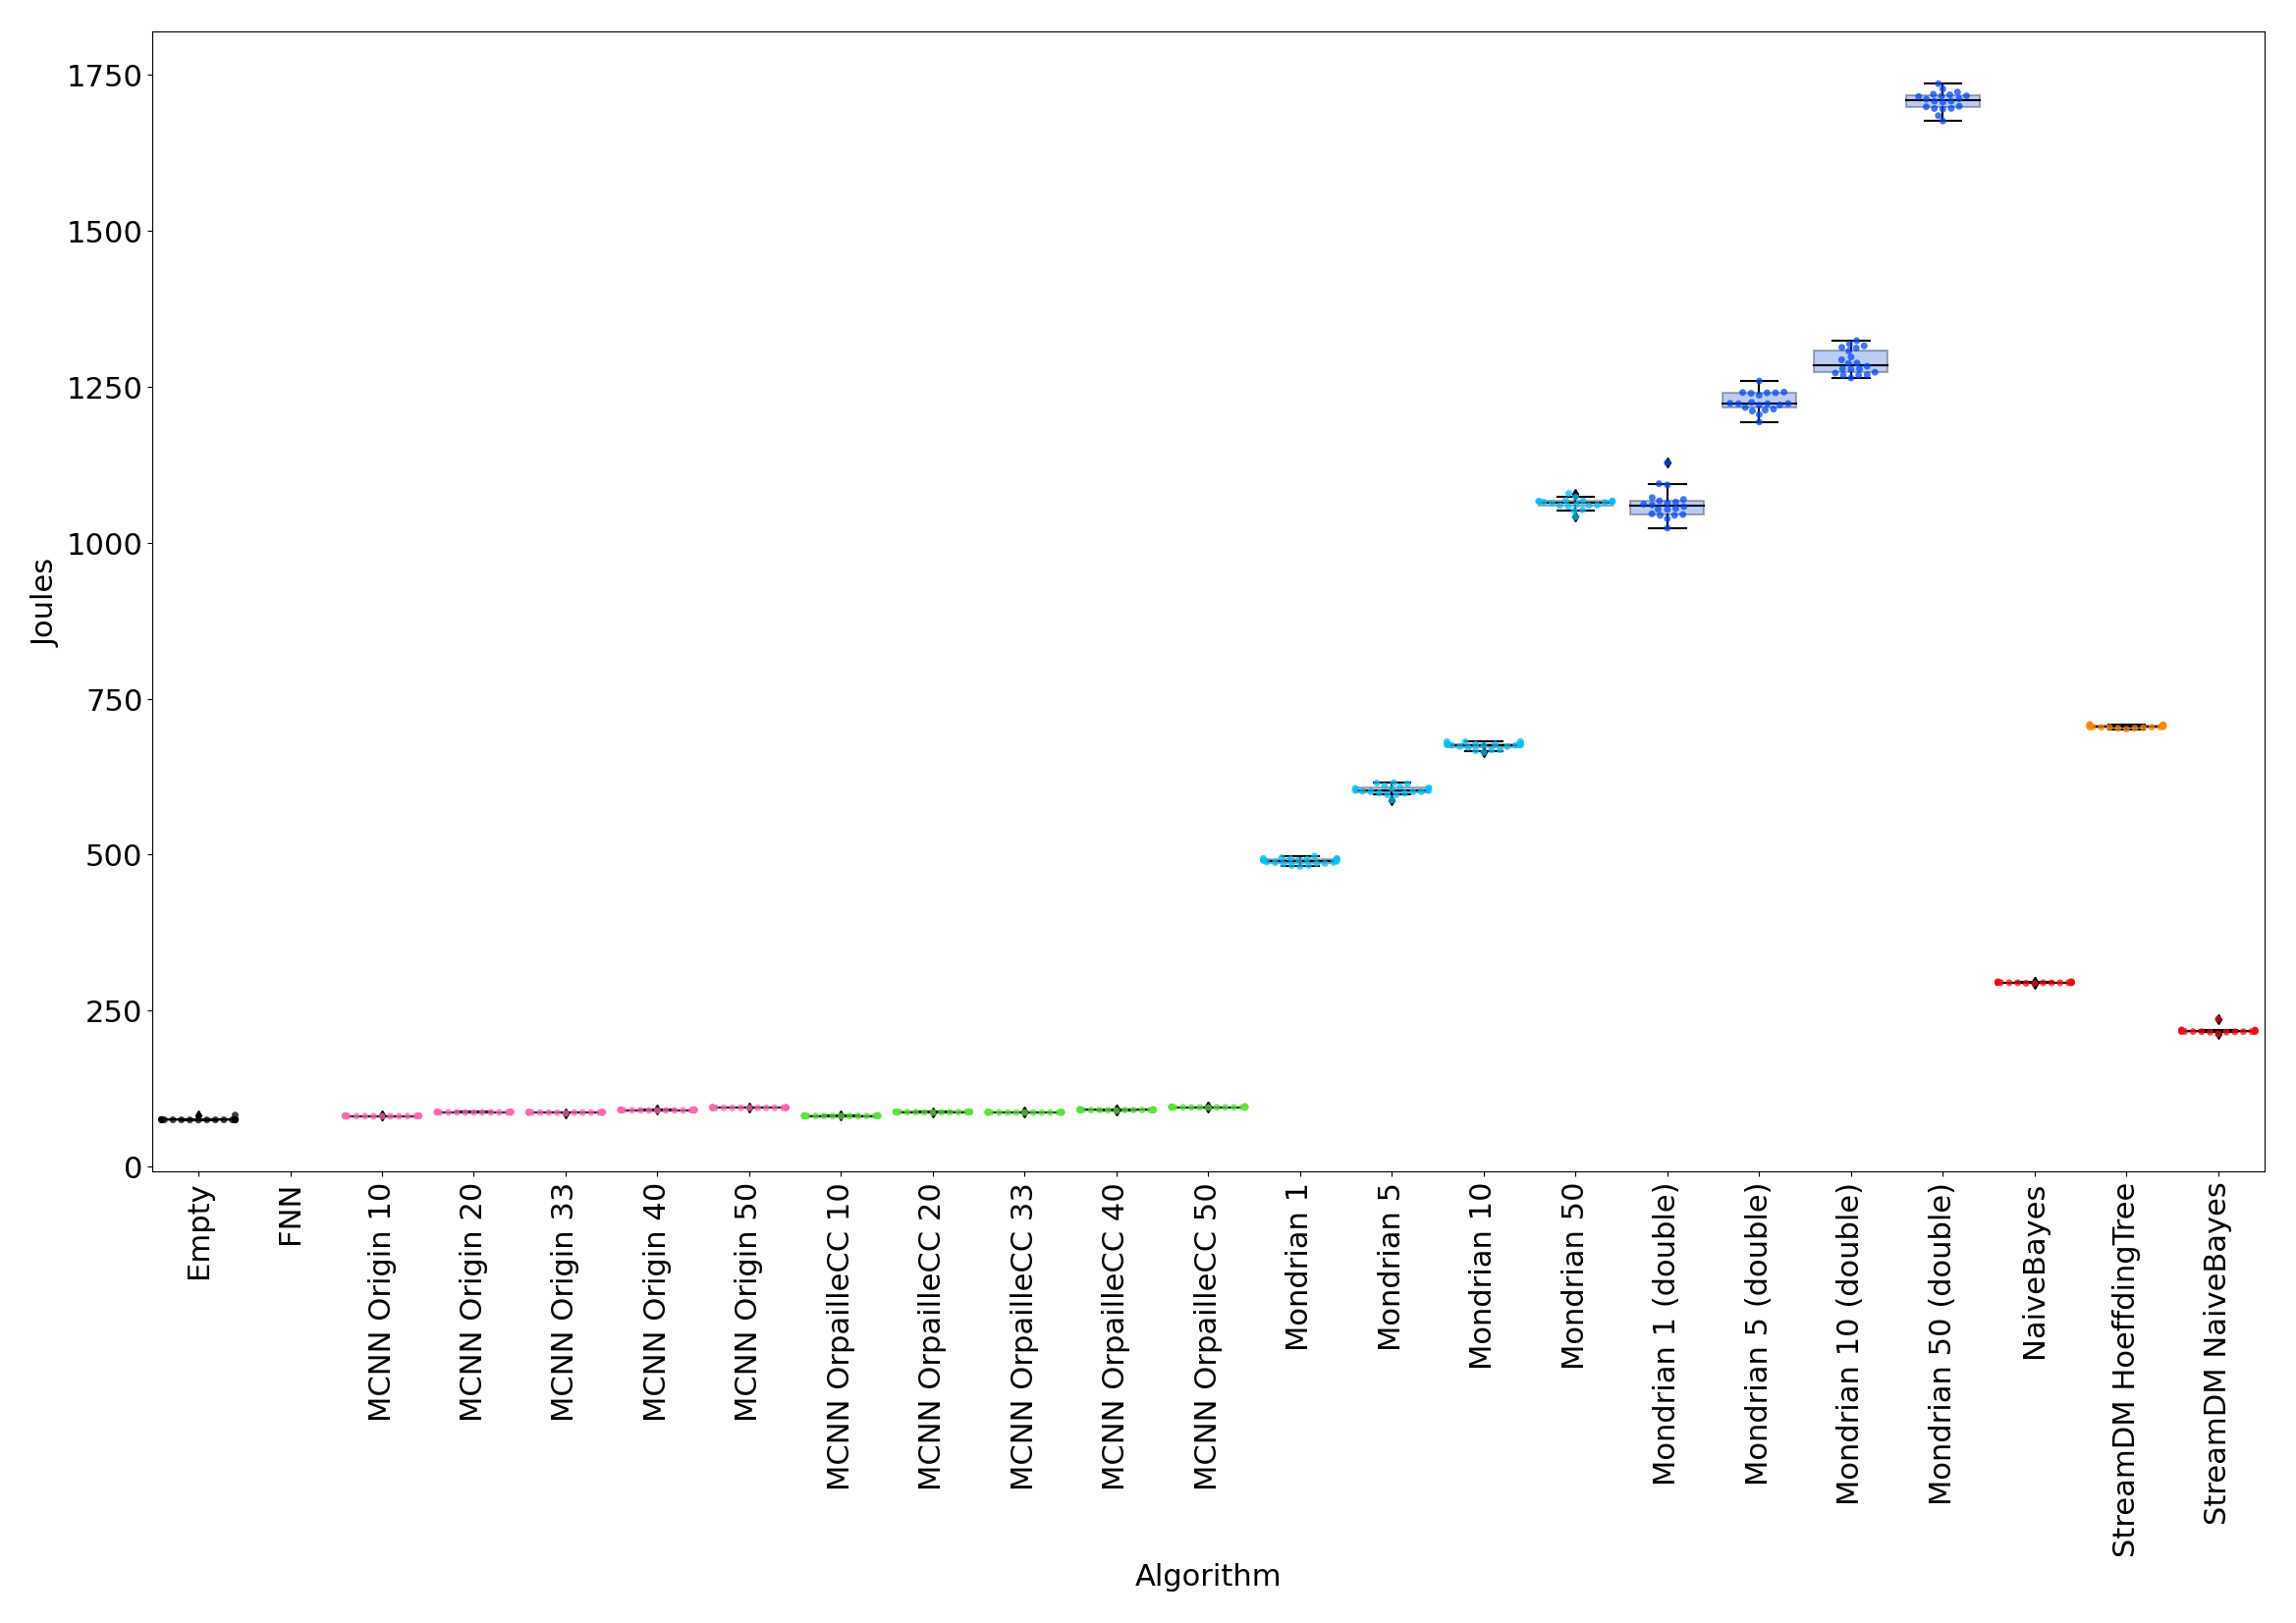 1750
1500
1250
1000
750
500
250
0
Joules
Empty
FNN
MCNN Origin 10
MCNN Origin 20
MCNN Origin 33
MCNN Origin 40
MCNN Origin 50
MCNN OrpailleCC 10
MCNN OrpailleCC 20
MCNN OrpailleCC 33
MCNN OrpailleCC 40
MCNN OrpailleCC 50
Mondrian 1
Mondrian 5
Mondrian 10
Mondrian 50
Mondrian 1 (double)
Mondrian 5 (double)
Mondrian 10 (double)
Mondrian 50 (double)
NaiveBayes
StreamDM HoeffdingTree
StreamDM NaiveBayes
Algorithm